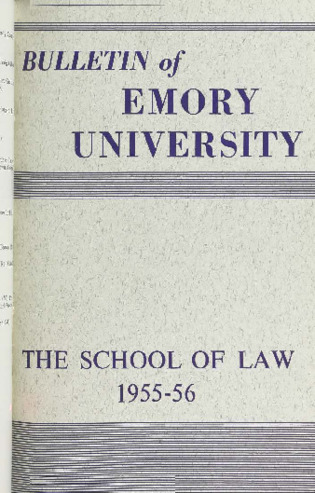 BULLETIN of
EMORY
UNIVERSITY
THE SCHOOL OF LAW
1955-56